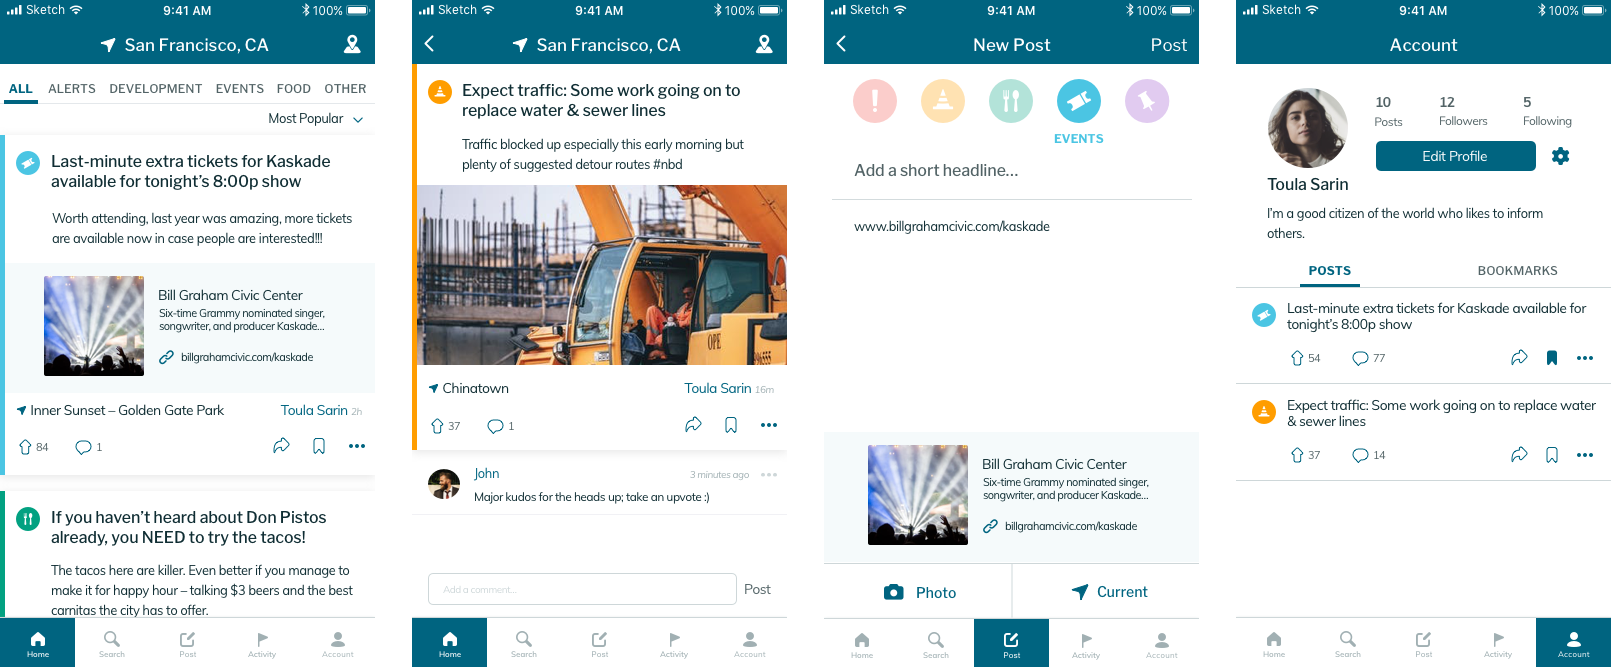 Sketch 9:41 AM 100%
San Francisco, CA
ALL ALERTS DEVELOPMENT EVENTS FOOD OTHER
Most Popular
Last-minute extra tickets for Kaskade
available for tonight's 8:00p show
Worth attending, last year was amazing, more tickets
are available now in case people are interested!!!
Bill Graham Civic Center
Six-time Grammy nominated singer,
songwriter, and producer Kaskade...
billgrahamcivic.com/kaskade
Inner Sunset – Golden Gate Park Toula Sarin 2h
84 1
If you haven't heard about Don Pistos
already, you NEED to try the tacos!
The tacos here are killer. Even better if you manage to
make it for happy hour – talking $3 beers and the best
carnitas the city has to offer.
Home Search Post Activity Account
Sketch 9:41 AM 100%
San Francisco, CA
Expect traffic: Some work going on to
replace water & sewer lines
Traffic blocked up especially this early morning but
plenty of suggested detour routes #nbd
OPE
Chinatown Toula Sarin 16m
37 1
John 3 minutes ago
Major kudos for the heads up; take an upvote :)
Add a comment... Post
Home Search Post Activity Account
Sketch 9:41 AM 100%
New Post Post
EVENTS
Add a short headline...
www.billgrahamcivic.com/kaskade
Bill Graham Civic Center
Six-time Grammy nominated singer,
songwriter, and producer Kaskade...
billgrahamcivic.com/kaskade
Photo Current
Home Search Post Activity Account
Sketch 9:41 AM 100%
Account
10 12 5
Posts Followers Following
Edit Profile
Toula Sarin
I'm a good citizen of the world who likes to inform
others.
POSTS BOOKMARKS
Last-minute extra tickets for Kaskade available for
tonight's 8:00p show
54 77
Expect traffic: Some work going on to replace water
& sewer lines
37 14
Home Search Post Activity Account